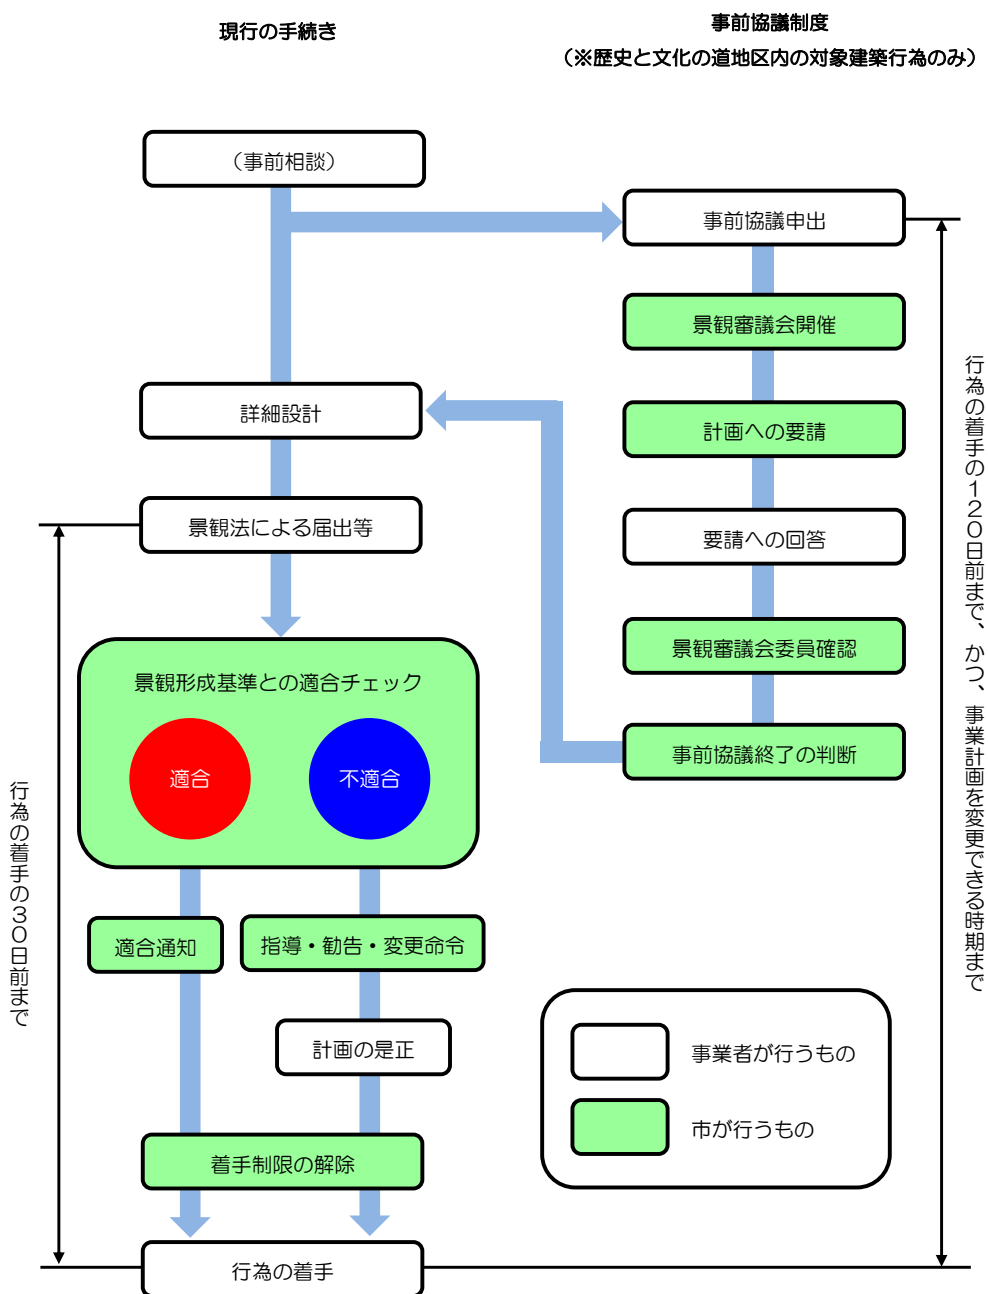 現行の手続き
事前協議制度
（※歴史と文化の道地区内の対象建築行為のみ）
（事前相談）
事前協議申出
景観審議会開催
詳細設計
計画への要請
景観法による届出等
要請への回答
景観形成基準との適合チェック
景観審議会委員確認
適合
不適合
事前協議終了の判断
行為の着手の１２０日前まで、かつ、事業計画を変更できる時期まで
行為の着手の３０日前まで
適合通知
指導・勧告・変更命令
計画の是正
事業者が行うもの
市が行うもの
着手制限の解除
行為の着手